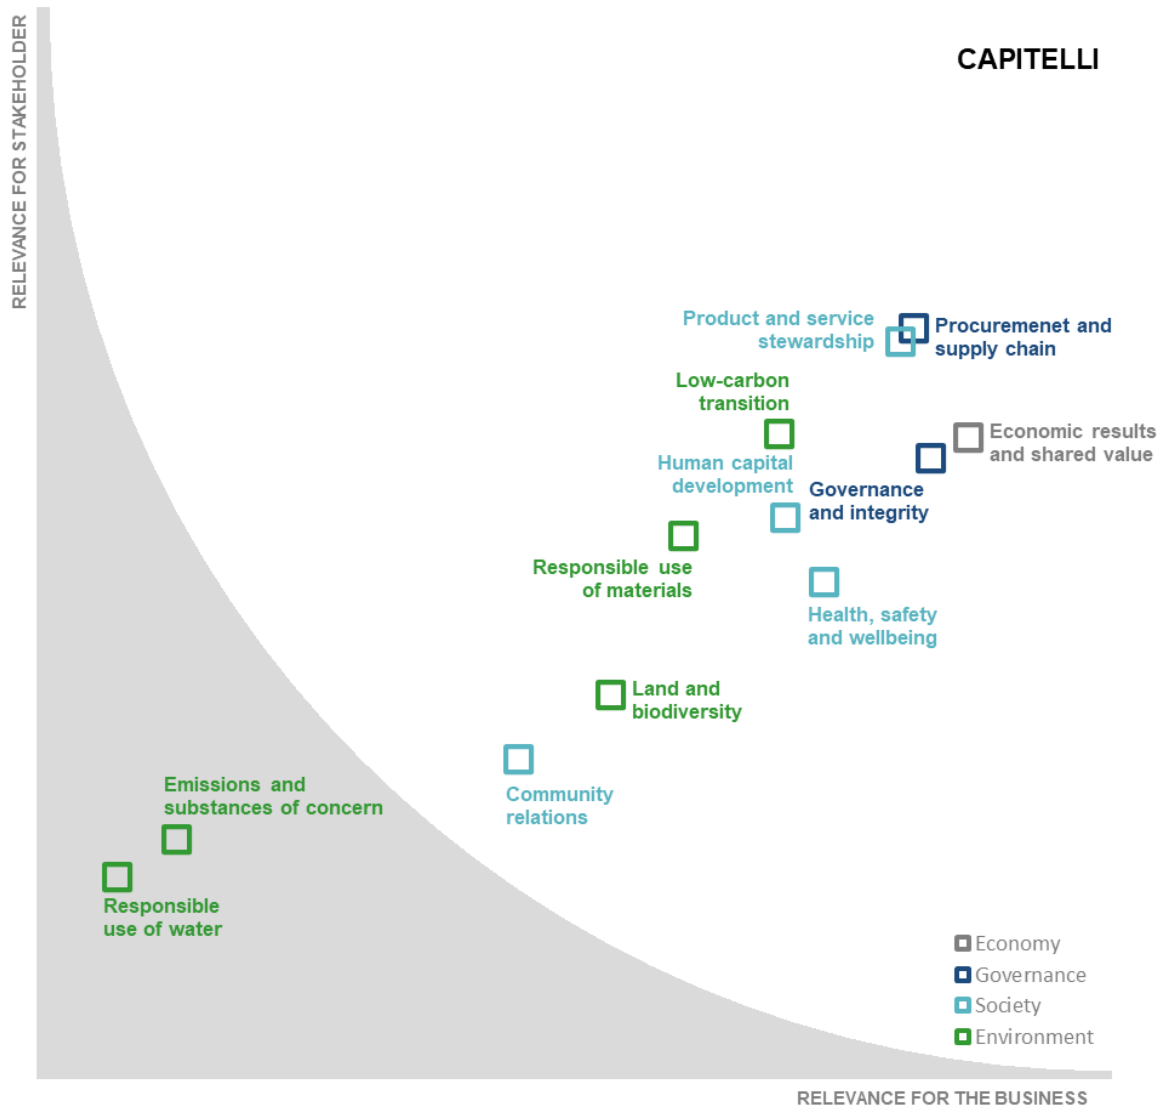 RELEVANCE FOR STAKEHOLDER
CAPITELLI
Product and service
stewardship
Procuremenet and
supply chain
Low-carbon
transition
Economic results
and shared value
Human capital
development
Governance
and integrity
Responsible use
of materials
Health, safety
and wellbeing
Land and
biodiversity
Emissions and
substances of concern
Community
relations
Responsible
use of water
Economy
Governance
Society
Environment
RELEVANCE FOR THE BUSINESS